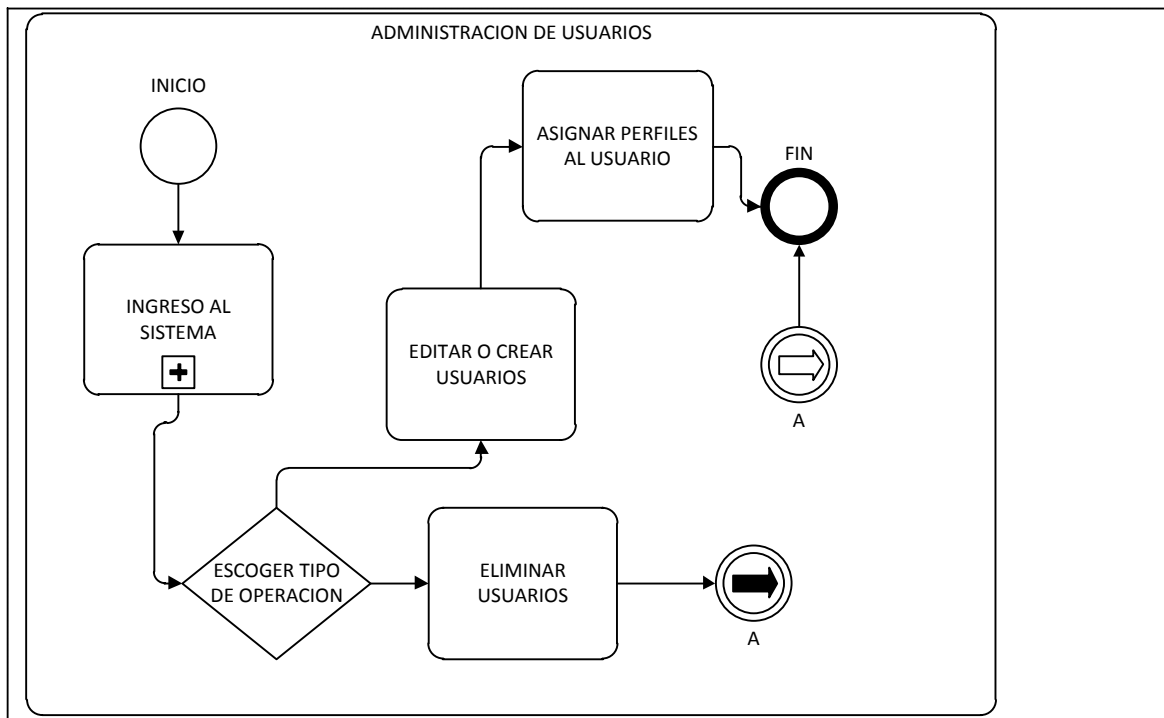 ADMINISTRACION DE USUARIOS
INICIO
ASIGNAR PERFILES
AL USUARIO
FIN
INGRESO AL
SISTEMA
EDITAR O CREAR
USUARIOS
A
ESCOGER TIPO
DE OPERACION
ELIMINAR
USUARIOS
A